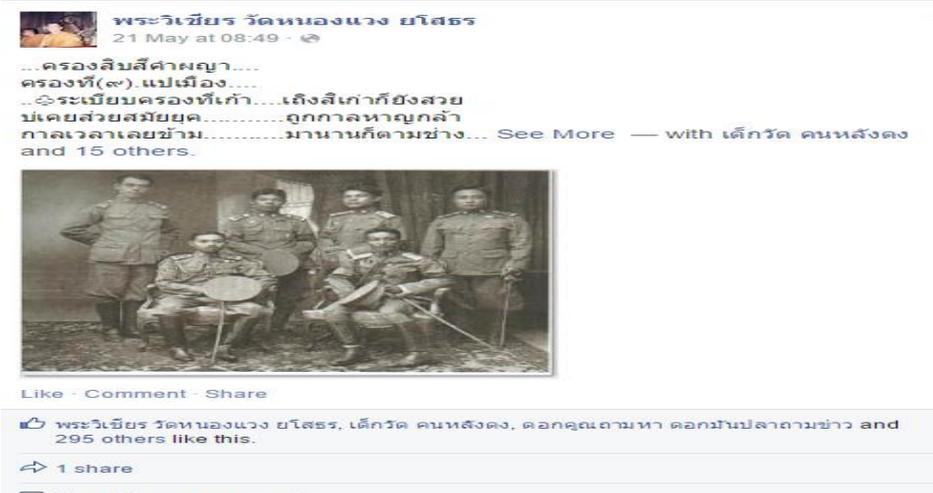 พระวิเชียร วัดหนองแวง ยโสธร
21 May at 08:49 ·
...ครองสิบสี่คำผญา....
ครองที่(๙).แปเมือง....
..ระเบียบครองที่เก้า....เถิงสิเก่าก็ยังสวย
บ่เคยส่วยสมัยยุค...........ถูกกาลหาญกล้า
กาลเวลาเลยข้าม...........มานานก็ตามช่าง... See More — with เด็กวัด คนหลังดง
and 15 others.
Like · Comment · Share
พระวิเชียร วัดหนองแวง ยโสธร, เด็กวัด คนหลังดง, ดอกคูณถามหา ดอกมันปลาถามข่าว and
295 others like this.
1 share